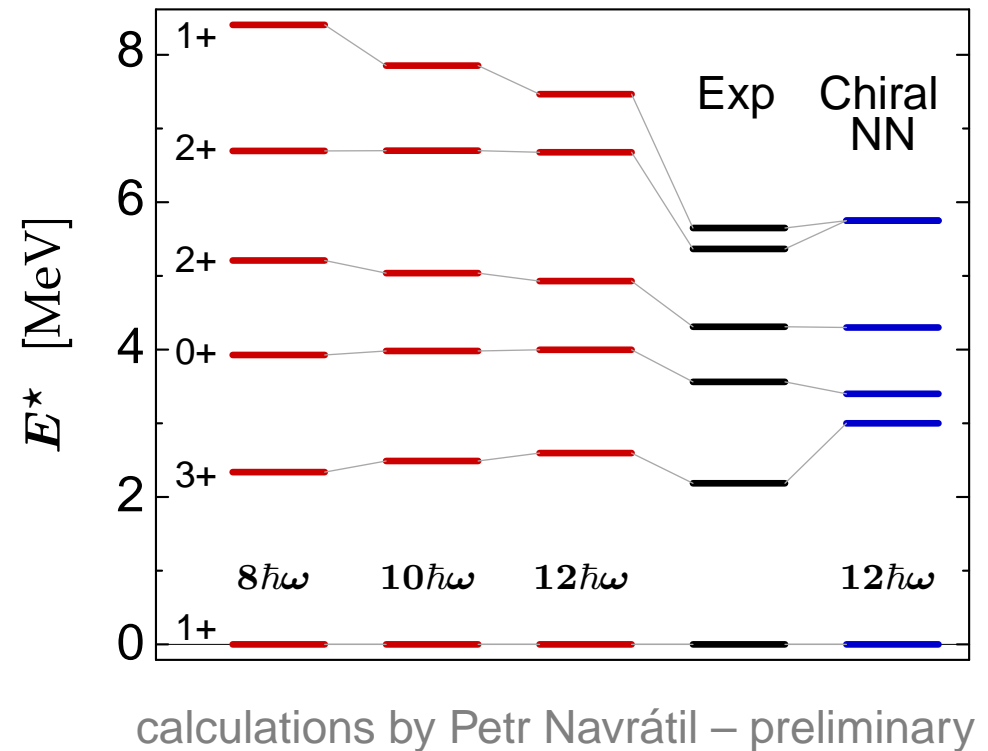 E⋆ [MeV]
8
6
4
2
0
1+
2+
2+
0+
3+
1+
Exp
Chiral
NN
8ℏω
10ℏω
12ℏω
12ℏω
calculations by Petr Navrátil – preliminary